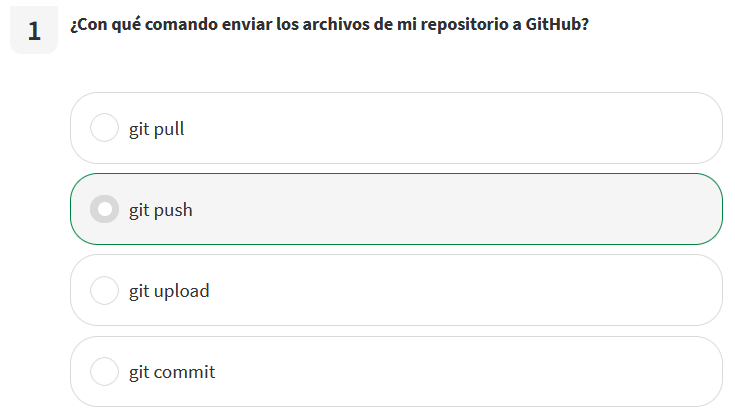 1
¿Con qué comando enviar los archivos de mi repositorio a GitHub?
git pull
git push
git upload
git commit